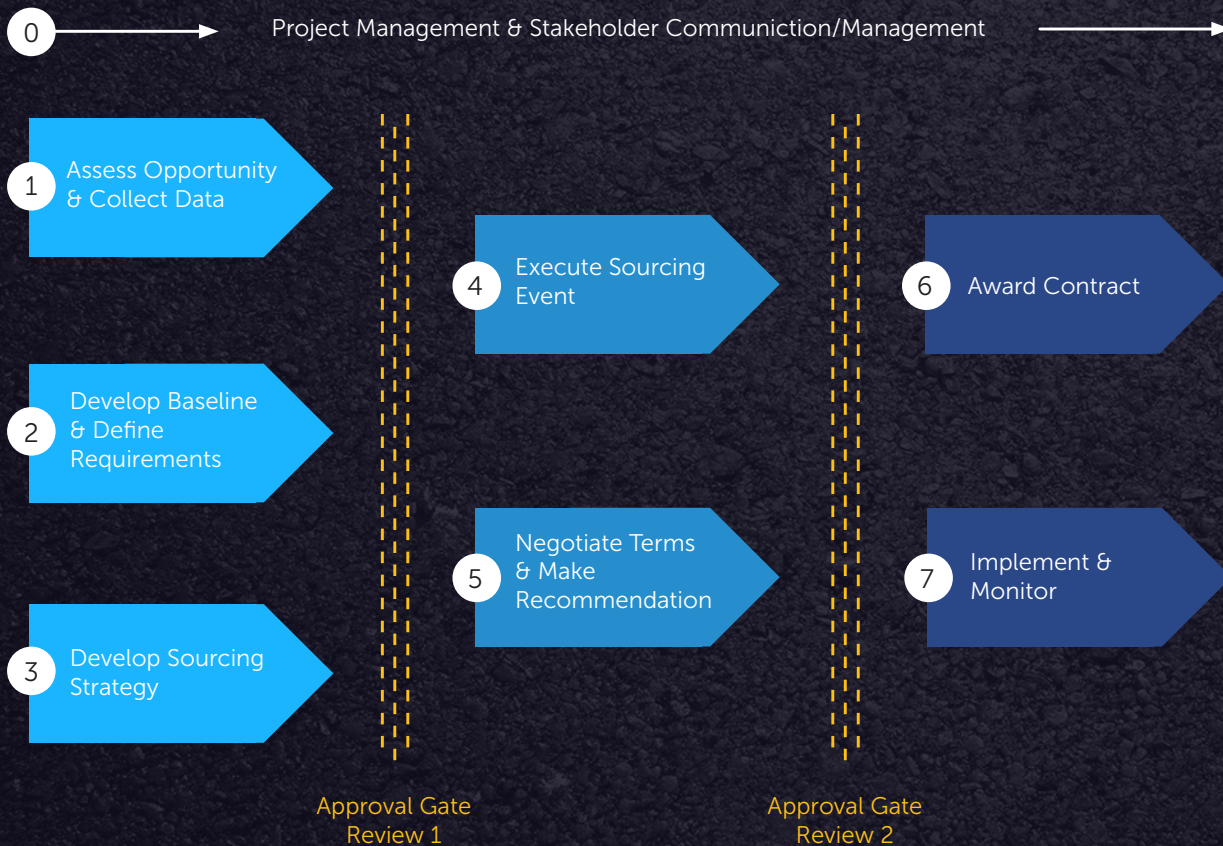 0
Project Management & Stakeholder Communiction/Management
1
Assess Opportunity
& Collect Data
2
Develop Baseline
& Define
Requirements
3
Develop Sourcing
Strategy
Approval Gate
Review 1
4
Execute Sourcing
Event
5
Negotiate Terms
& Make
Recommendation
Approval Gate
Review 2
6
Award Contract
7
Implement &
Monitor